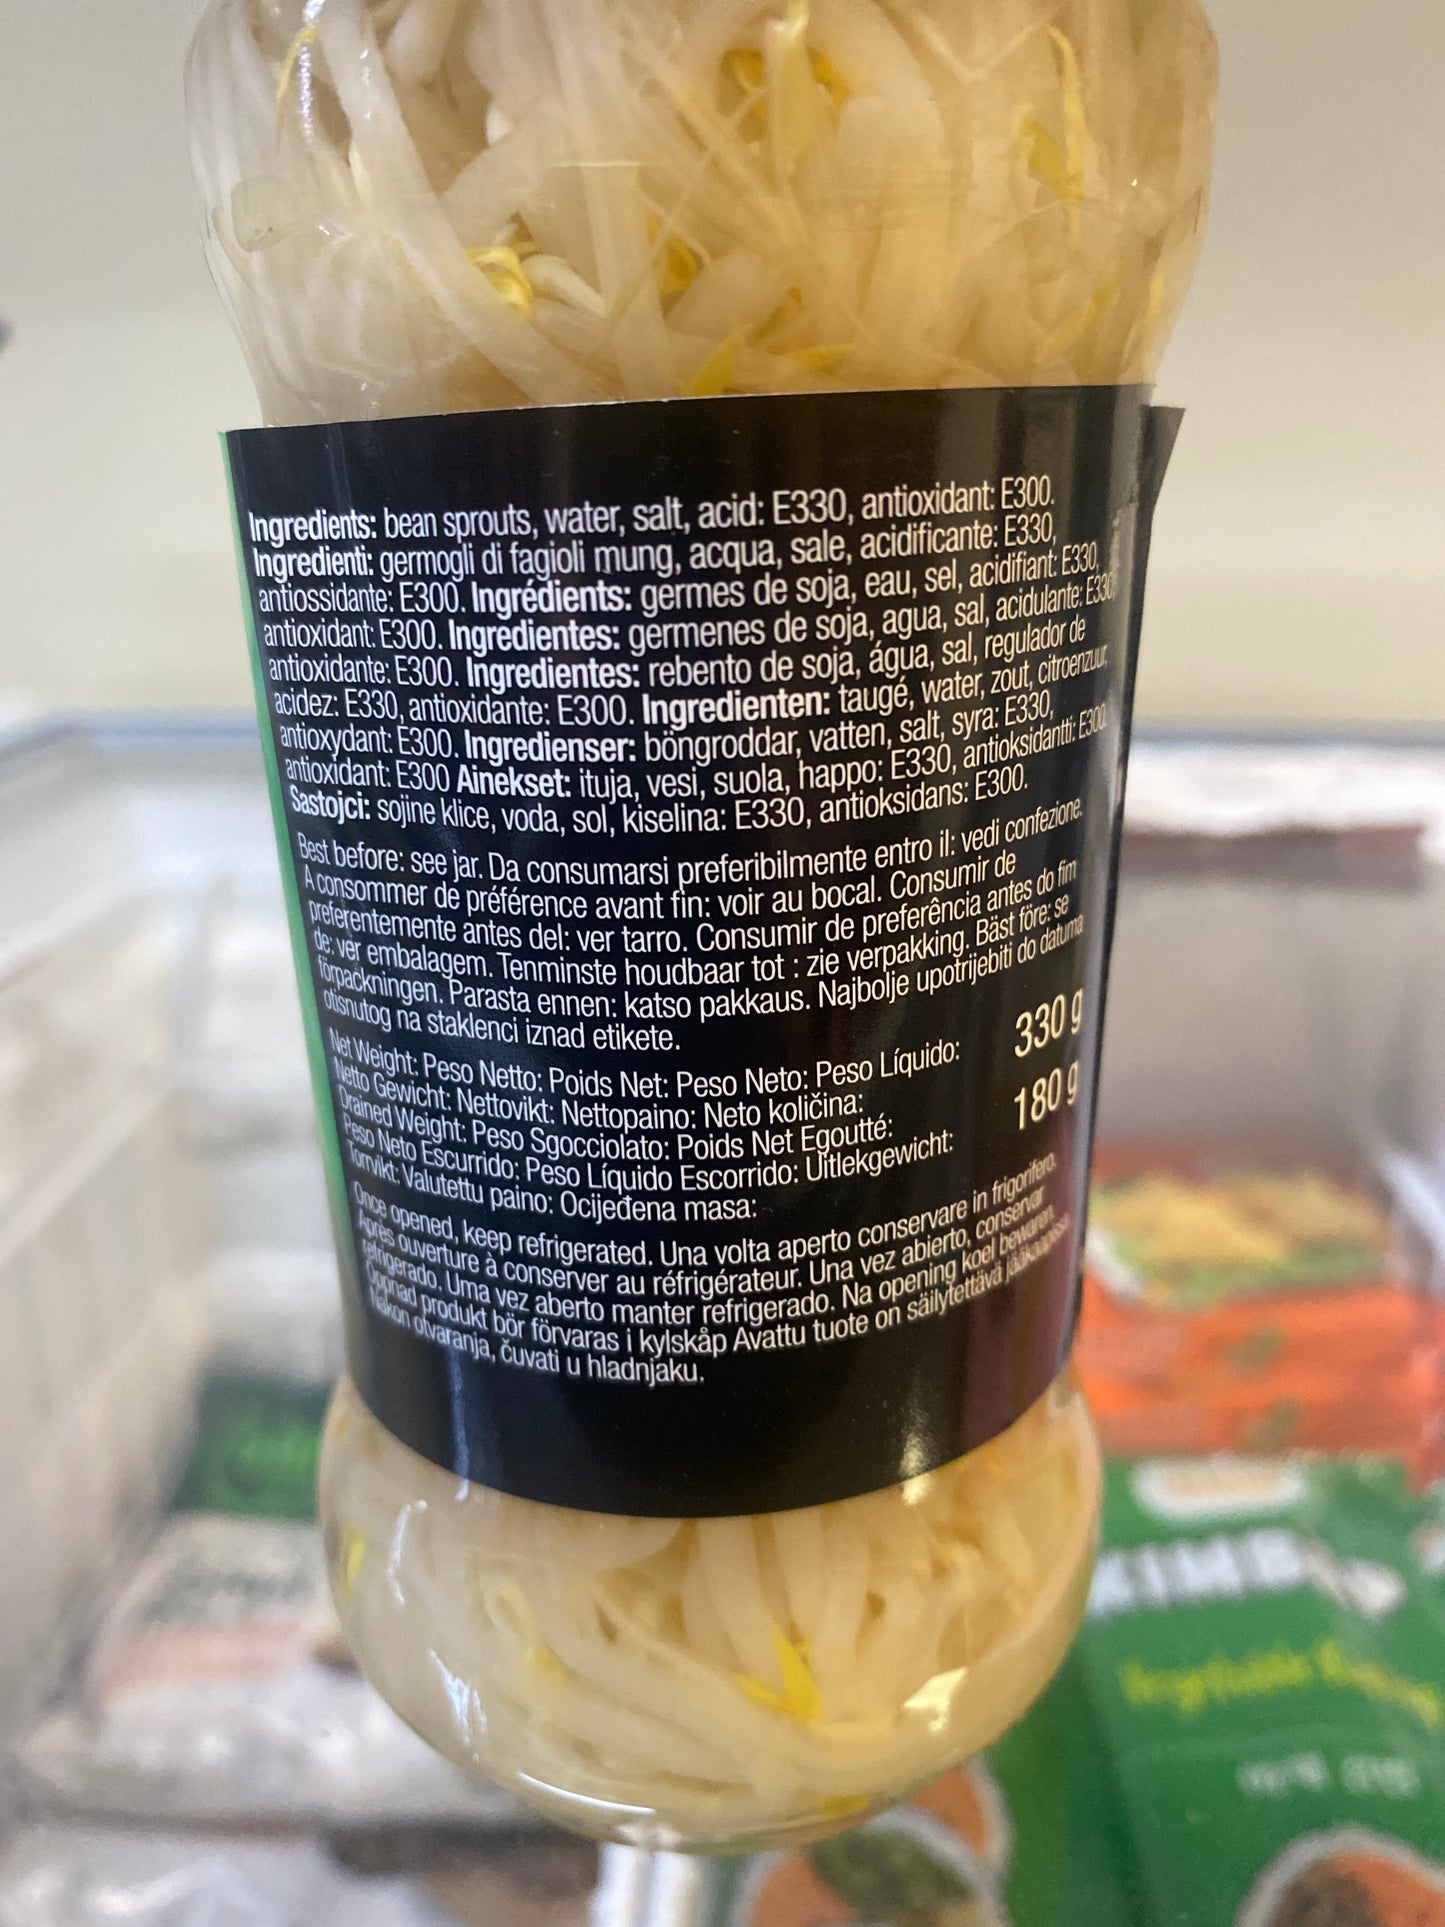 Ingredients: bean sprouts, water, salt, acid: E330, antioxidant: E300.
Ingredienti: germogli di fagioli mung, acqua, sale, acidificante: E330,
antiossidante: E300. Ingrédients: germes de soja, eau, sel, acidifiant: E330,
antioxidant: E300. Ingredientes: germenes de soja, agua, sal, acidulante: E330,
antioxidante: E300. Ingredientes: rebento de soja, água, sal, regulador de
acidez: E330, antioxidante: E300. Ingredienten: taugé, water, zout, citroenzuur,
antioxydant: E300. Ingredienser: böngroddar, vatten, salt, syra: E330,
antioxidant: E300 Ainekset: ituja, vesi, suola, happo: E330, antioksidantti: E300.
Sastojci: sojine klice, voda, sol, kiselina: E330, antioksidans: E300.
Best before: see jar. Da consumarsi preferibilmente entro il: vedi confezione.
A consommer de préférence avant fin: voir au bocal. Consumir de
preferentemente antes del: ver tarro. Consumir de preferência antes do fim
de: ver embalagem. Tenminste houdbaar tot : zie verpakking. Bäst före: se
förpackningen. Parasta ennen: katso pakkaus. Najbolje upotrijebiti do datuma
otisnutog na staklenci iznad etikete.
Net Weight: Peso Netto: Poids Net: Peso Neto: Peso Líquido: 330 g
Netto Gewicht: Nettovikt: Nettopaino: Neto količina:
Drained Weight: Peso Sgocciolato: Poids Net Egoutté: 180 g
Peso Neto Escurrido: Peso Líquido Escorrido: Uitlekgewicht:
Torrvikt: Valutettu paino: Ocijeđena masa:
Once opened, keep refrigerated. Una volta aperto conservare in frigorifero.
Après ouverture à conserver au réfrigérateur. Una vez abierto, conservar
refrigerado. Uma vez aberto manter refrigerado. Na opening koel bewaren.
Öppnad produkt bör förvaras i kylskåp Avattu tuote on säilytettävä jääkaapissa
Nakon otvaranja, čuvati u hladnjaku.